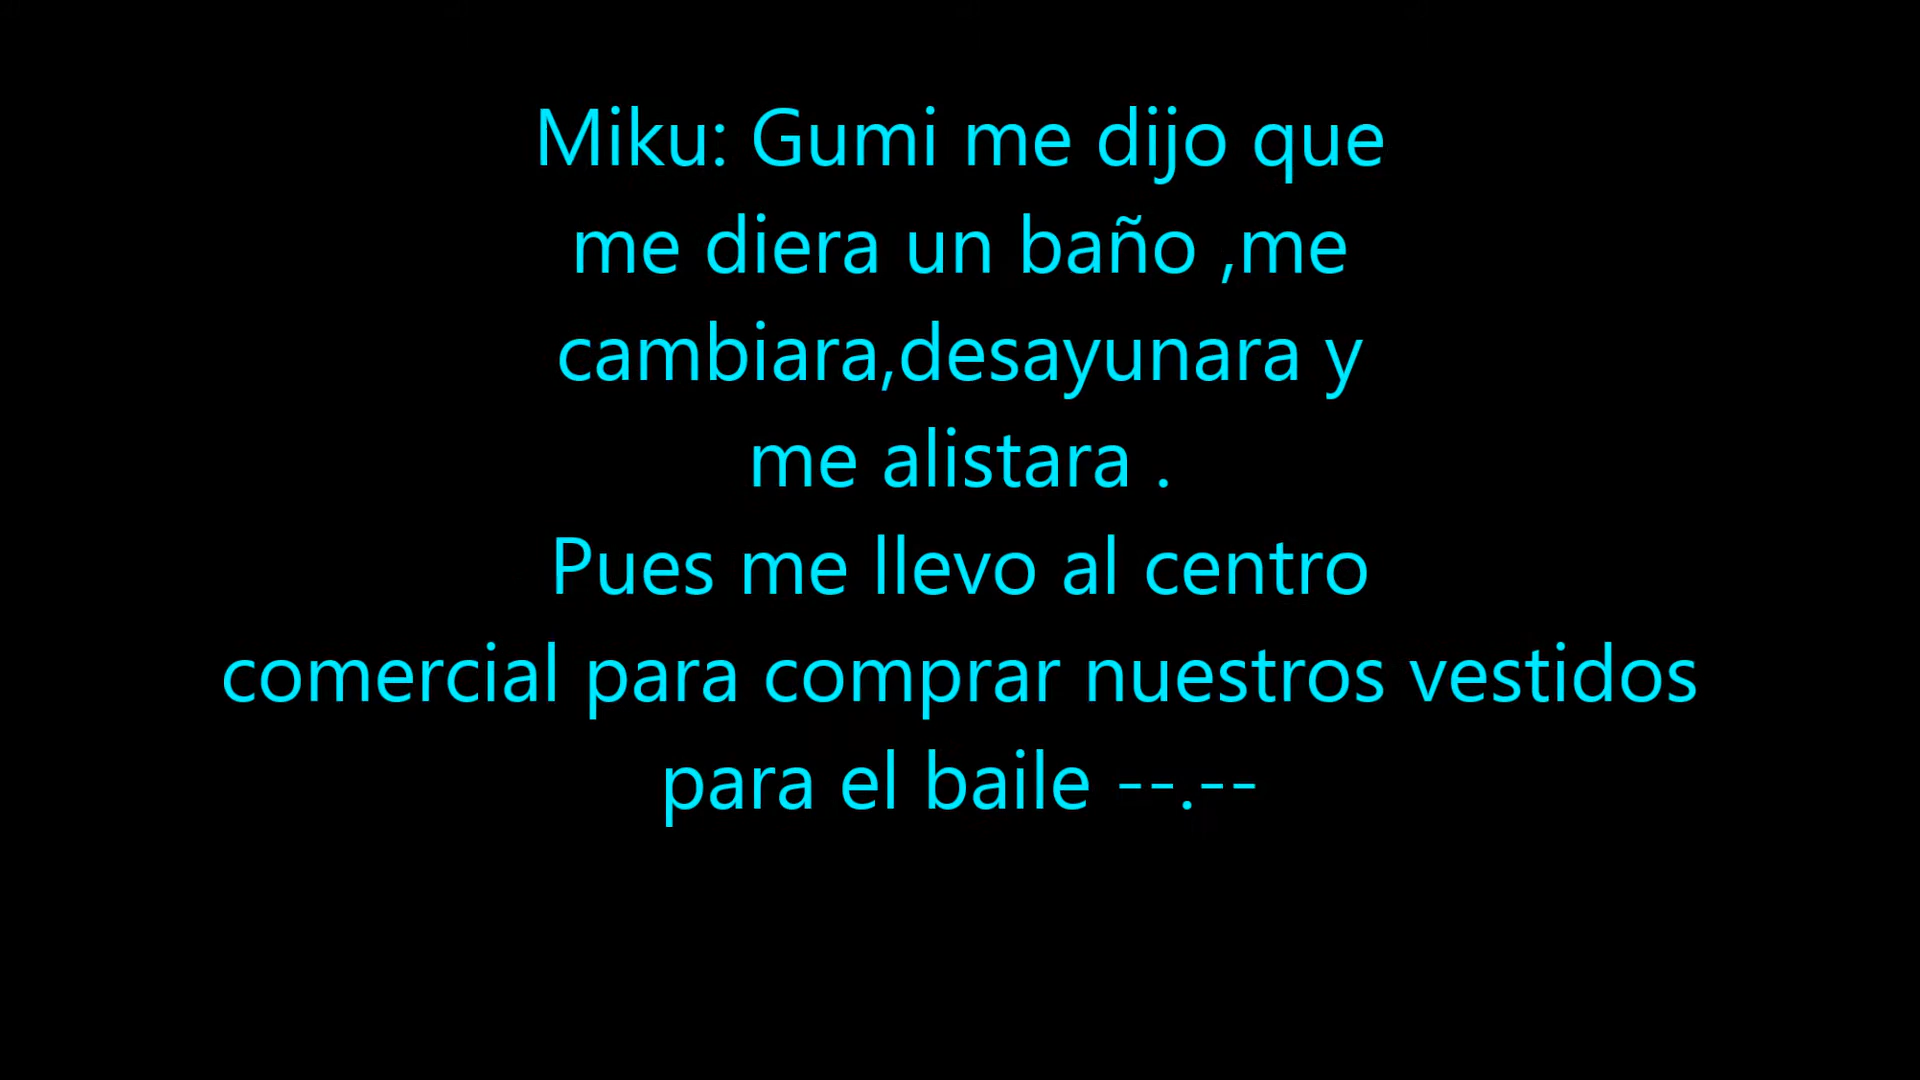 Miku: Gumi me dijo que
me diera un baño ,me
cambiara,desayunara y
me alistara .
Pues me llevo al centro
comercial para comprar nuestros vestidos
para el baile --.--